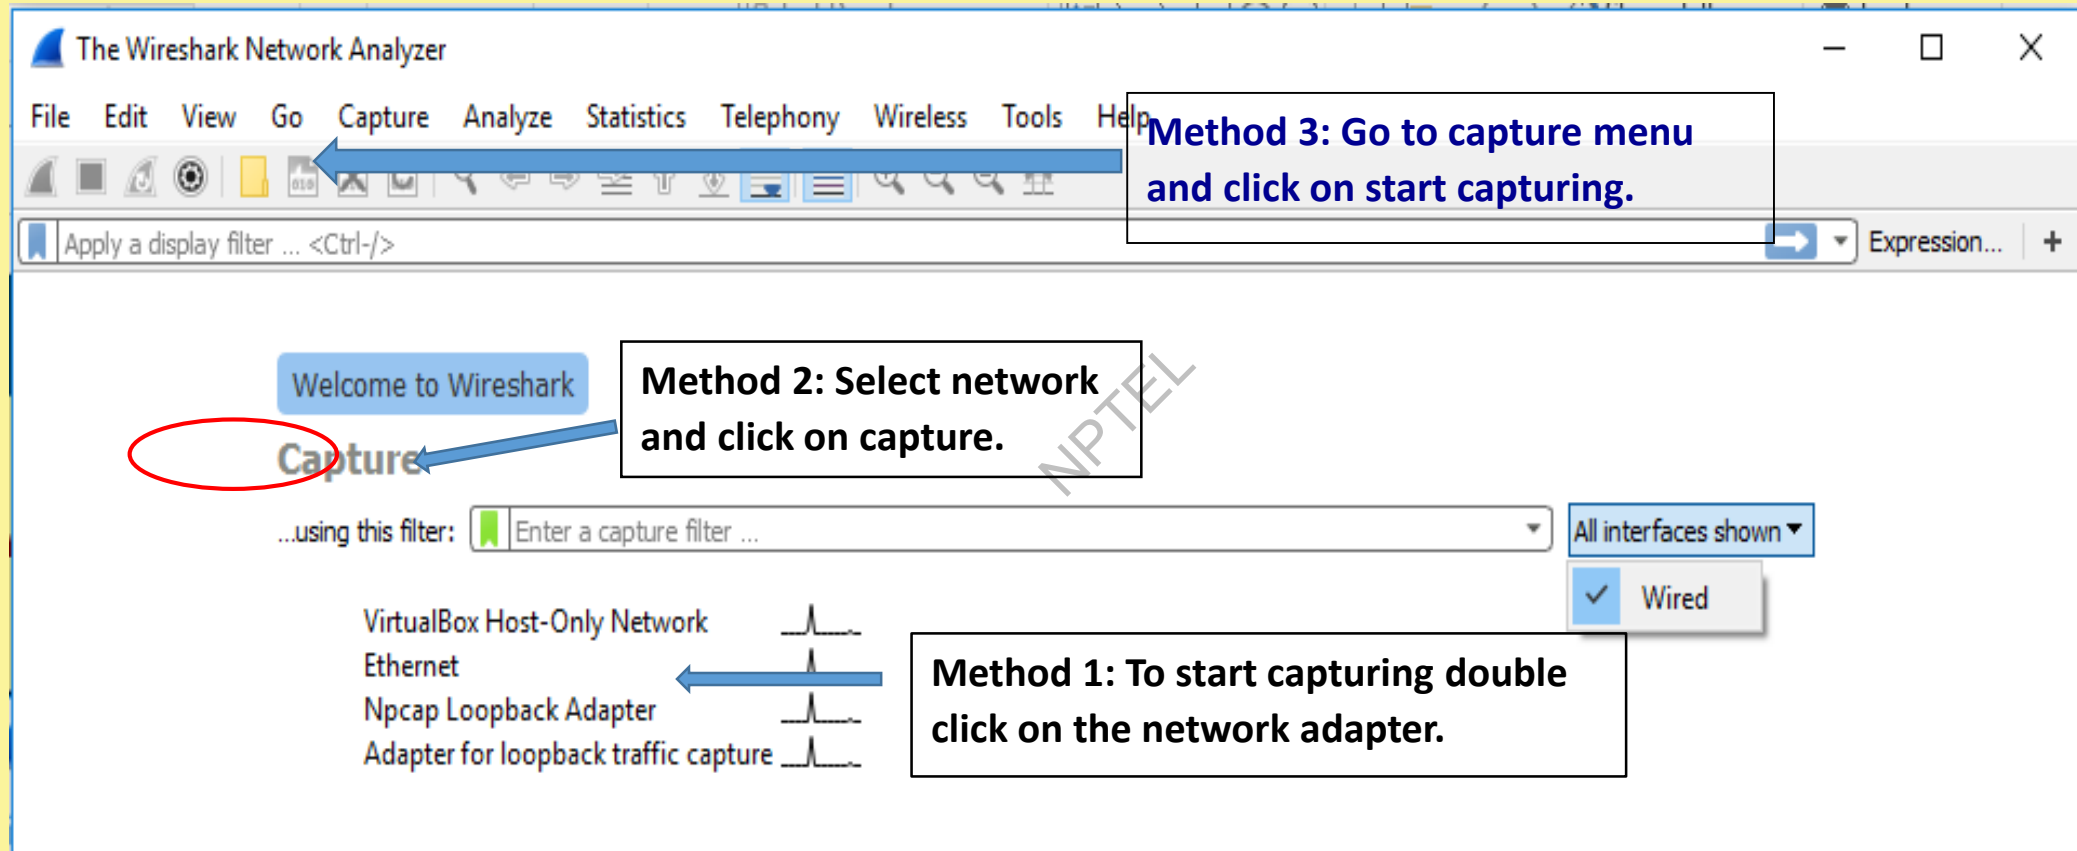 The Wireshark Network Analyzer
File Edit View Go Capture Analyze Statistics Telephony Wireless Tools Help
Method 3: Go to capture menu
and click on start capturing.
Apply a display filter ... <Ctrl-/>
Expression... +
Welcome to Wireshark
Method 2: Select network
and click on capture.
Capture
NPTEL
...using this filter: Enter a capture filter ...
All interfaces shown
Wired
VirtualBox Host-Only Network
Ethernet
Npcap Loopback Adapter
Adapter for loopback traffic capture
Method 1: To start capturing double
click on the network adapter.